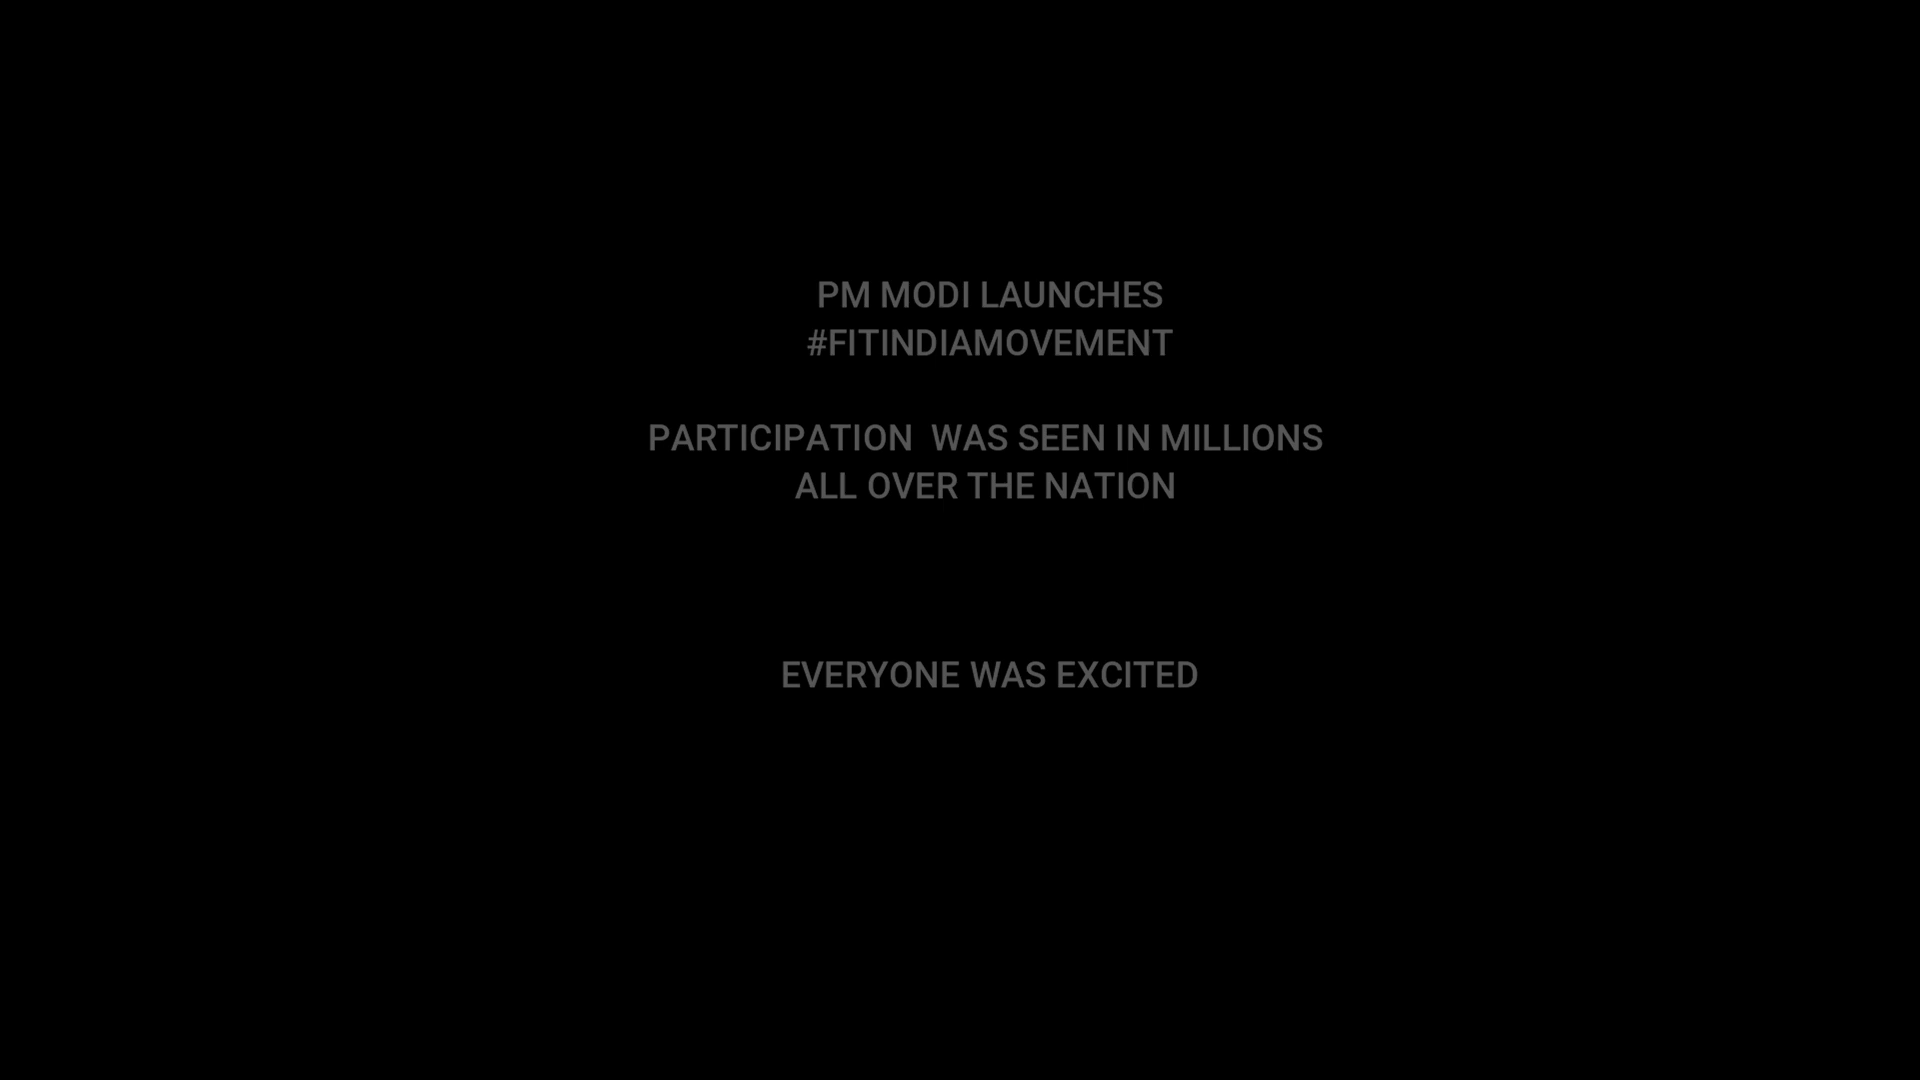 PM MODI LAUNCHES
#FITINDIAMOVEMENT
PARTICIPATION  WAS SEEN IN MILLIONS
ALL OVER THE NATION
EVERYONE WAS EXCITED